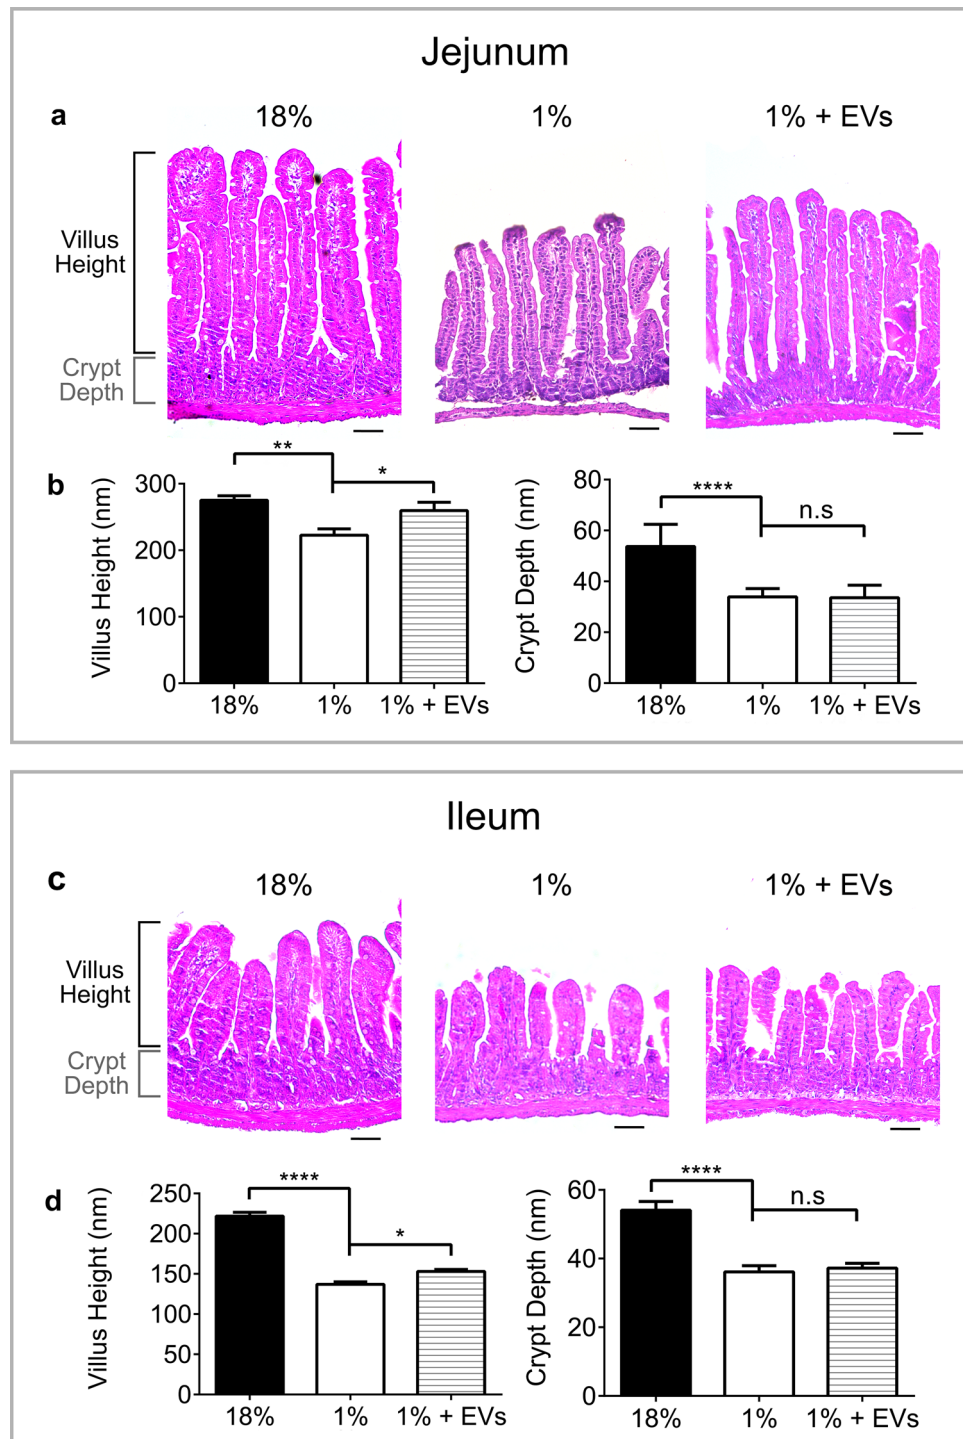 Jejunum
a
18%
1%
1% + EVs
Villus
Height
Crypt
Depth
b
Villus Height (nm)
300
200
100
0
**
*
18%
1%
1% + EVs
Crypt Depth (nm)
80
60
40
20
0
****
n.s
18%
1%
1% + EVs
Ileum
c
18%
1%
1% + EVs
Villus
Height
Crypt
Depth
d
Villus Height (nm)
250
200
150
100
50
0
****
*
18%
1%
1% + EVs
Crypt Depth (nm)
60
40
20
0
****
n.s
18%
1%
1% + EVs